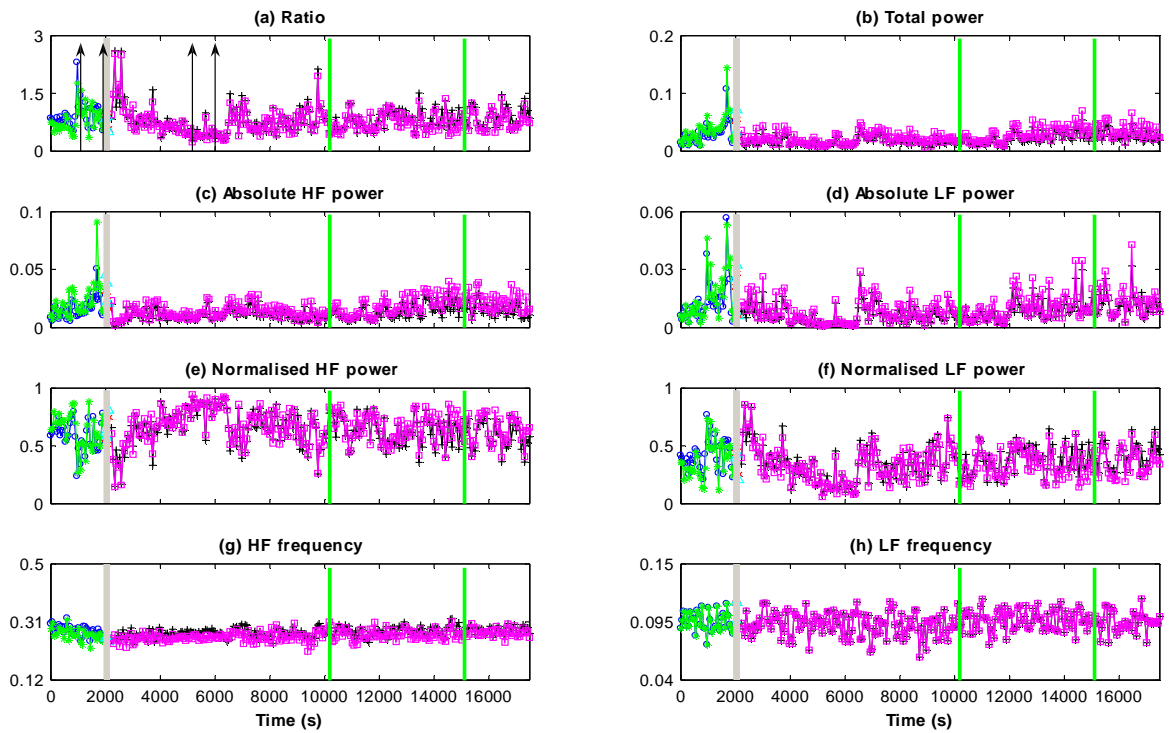 (a) Ratio
3
1.5
0
(b) Total power
0.2
0.1
0
(c) Absolute HF power
0.1
0.05
0
(d) Absolute LF power
0.06
0.03
0
(e) Normalised HF power
1
0.5
0
(f) Normalised LF power
1
0.5
0
(g) HF frequency
0.5
0.31
0.12
0 2000 4000 6000 8000 10000 12000 14000 16000
Time (s)
(h) LF frequency
0.15
0.095
0.04
0 2000 4000 6000 8000 10000 12000 14000 16000
Time (s)